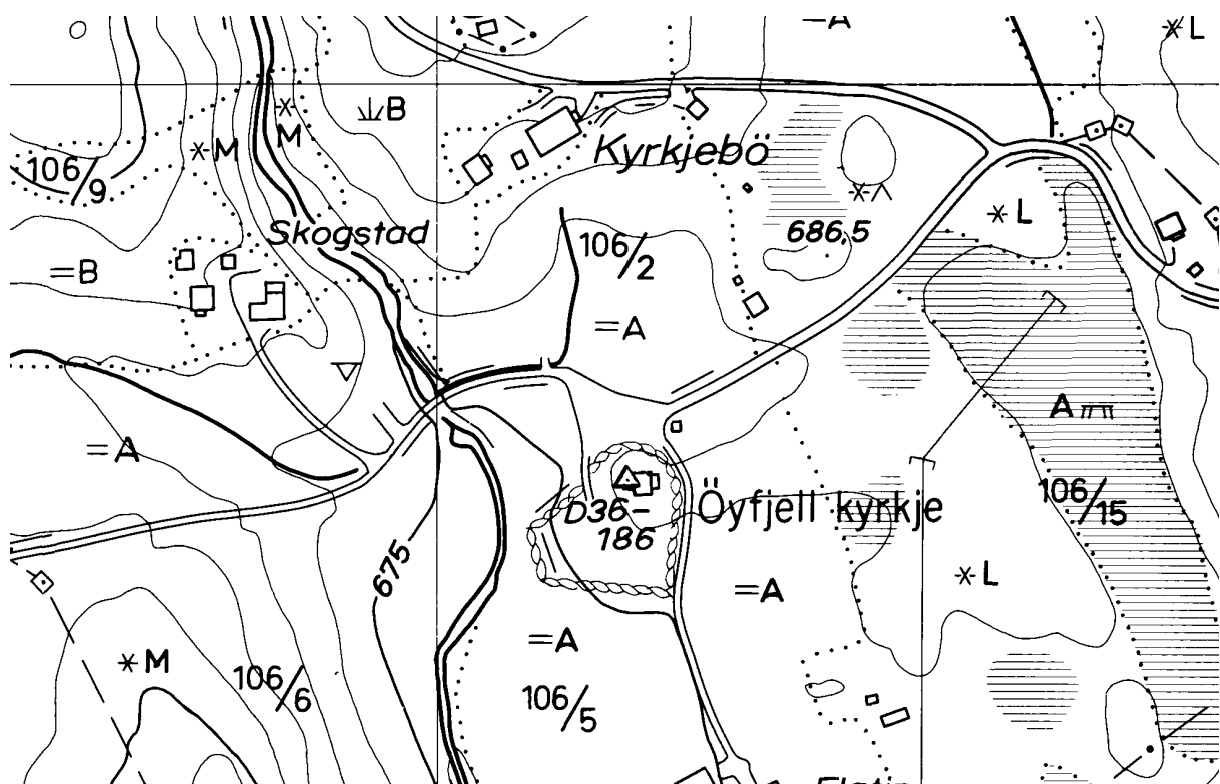 =A
L
M
M
B
106/9
Kyrkjebö
Skogstad
L
686,5
106/2
=B
=A
A
=A
106/15
D36-
186
Öyfjell kyrkje
675
L
=A
=A
M
106/6
106/5